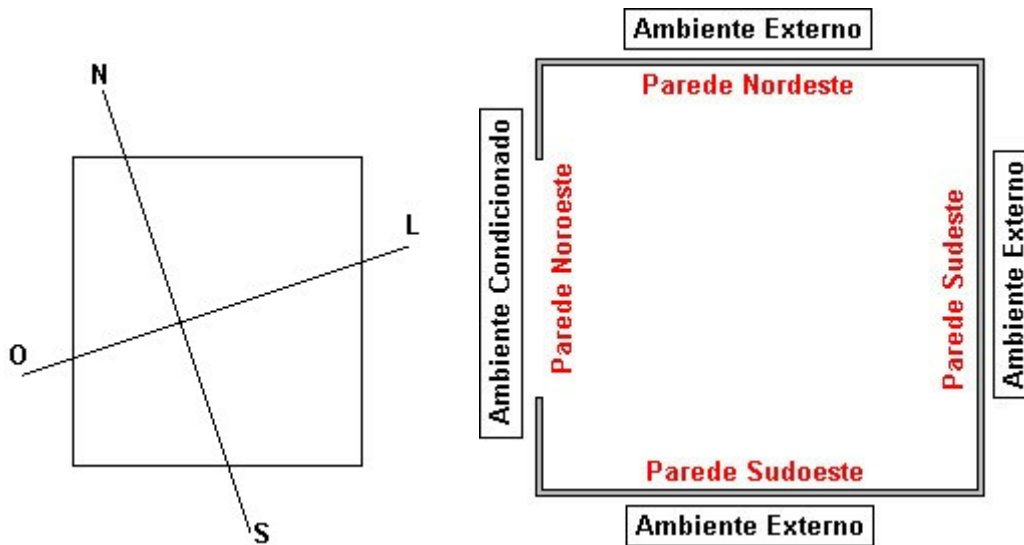 N
L
O
S
Ambiente Externo
Parede Nordeste
Ambiente Condicionado
Parede Noroeste
Parede Sudeste
Ambiente Externo
Parede Sudoeste
Ambiente Externo